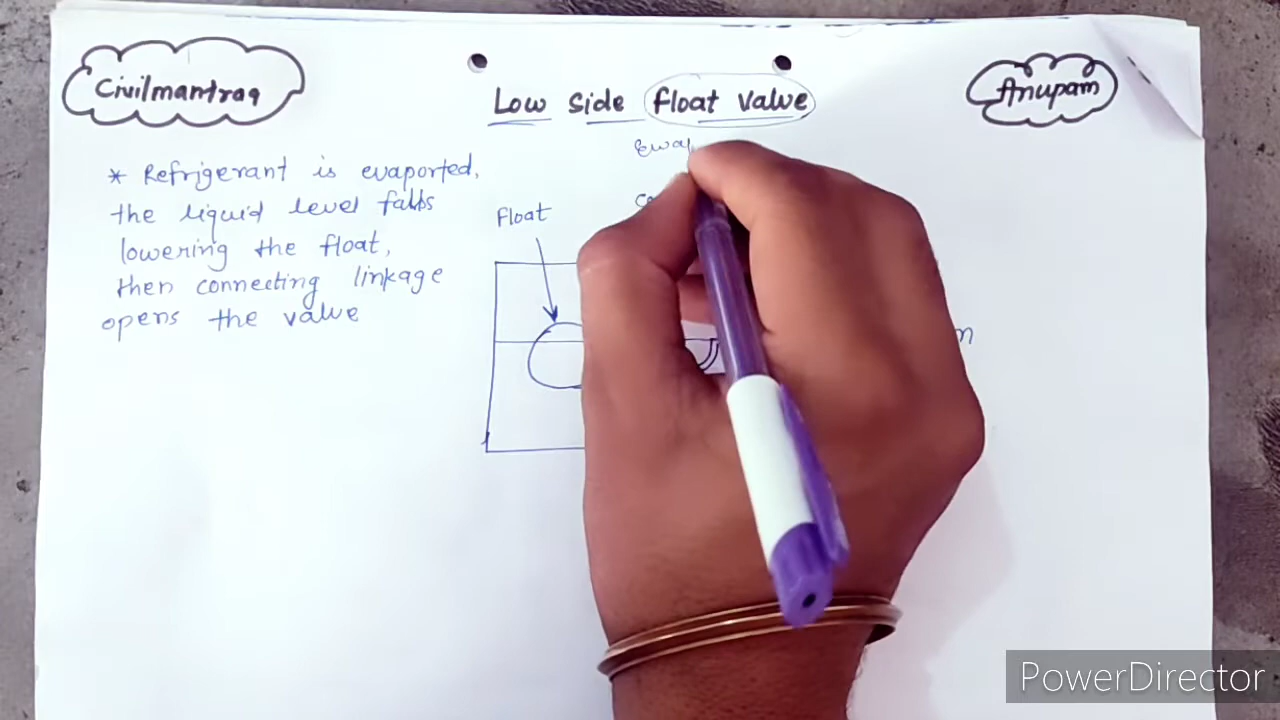 Civilmantraa
Low side float valve
Anupam
* Refrigerant is evaported,
the liquid level falls
lowering the float,
then connecting linkage
opens the valve
float
PowerDirector